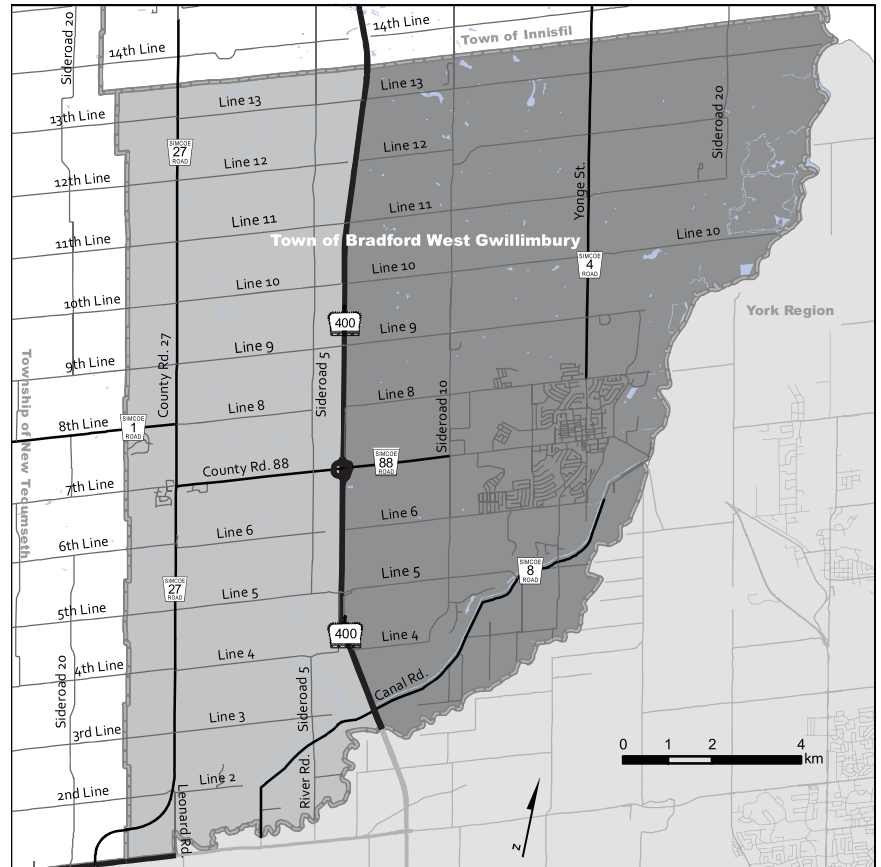 Sideroad 20
14th Line
14th Line
Town of Innisfil
13th Line
Line 13
Line 13
Sideroad 20
SIMCOE
27
ROAD
12th Line
Line 12
Line 12
Yonge St.
11th Line
Line 11
Line 11
Town of Bradford West Gwillimbury
Line 10
SIMCOE
4
ROAD
10th Line
Line 10
Line 10
400
York Region
9th Line
Line 9
Line 9
Township of New Tecumseth
County Rd. 27
Sideroad 5
Sideroad 10
8th Line
SIMCOE
1
ROAD
Line 8
Line 8
7th Line
County Rd. 88
SIMCOE
88
ROAD
6th Line
Line 6
Line 6
5th Line
SIMCOE
27
ROAD
Line 5
Line 5
SIMCOE
8
ROAD
400
Line 4
4th Line
Line 4
Sideroad 20
Sideroad 5
Canal Rd.
3rd Line
Line 3
2nd Line
Line 2
River Rd.
Leonard Rd.
0 1 2 4
km
z